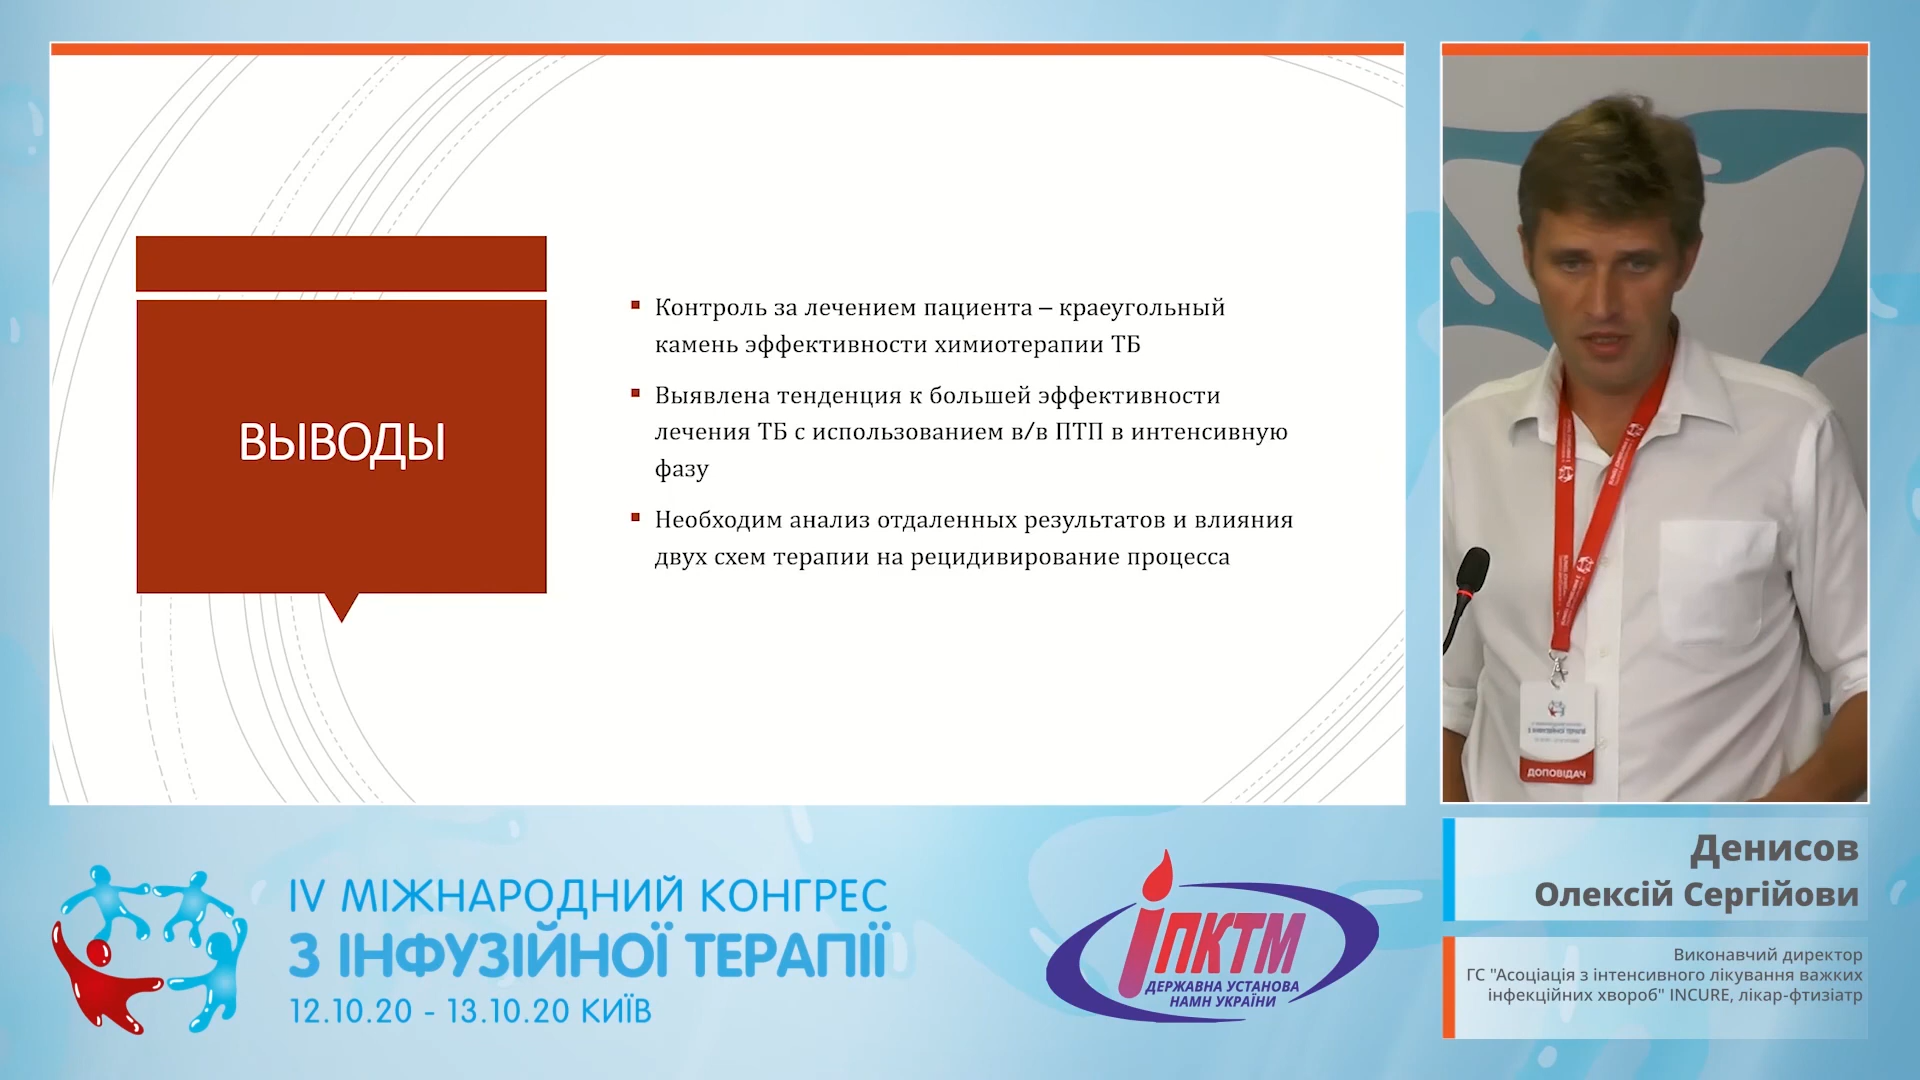 ВЫВОДЫ
Контроль за лечением пациента – краеугольный
камень эффективности химиотерапии ТБ
Выявлена тенденция к большей эффективности
лечения ТБ с использованием в/в ПТП в интенсивную
фазу
Необходим анализ отдаленных результатов и влияния
двух схем терапии на рецидивирование процесса
З ІНФУЗІЙНОЇ ТЕРАПІЇ
ДОПОВІДАЧ
Денисов
Олексій Сергійови
Виконавчий директор
ГС "Асоціація з інтенсивного лікування важких
інфекційних хвороб" INCURE, лікар-фтизіатр
IV МІЖНАРОДНИЙ КОНГРЕС
З ІНФУЗІЙНОЇ ТЕРАПІЇ
12.10.20 - 13.10.20 КИЇВ
ІПКТМ
ДЕРЖАВНА УСТАНОВА
НАМН УКРАЇНИ